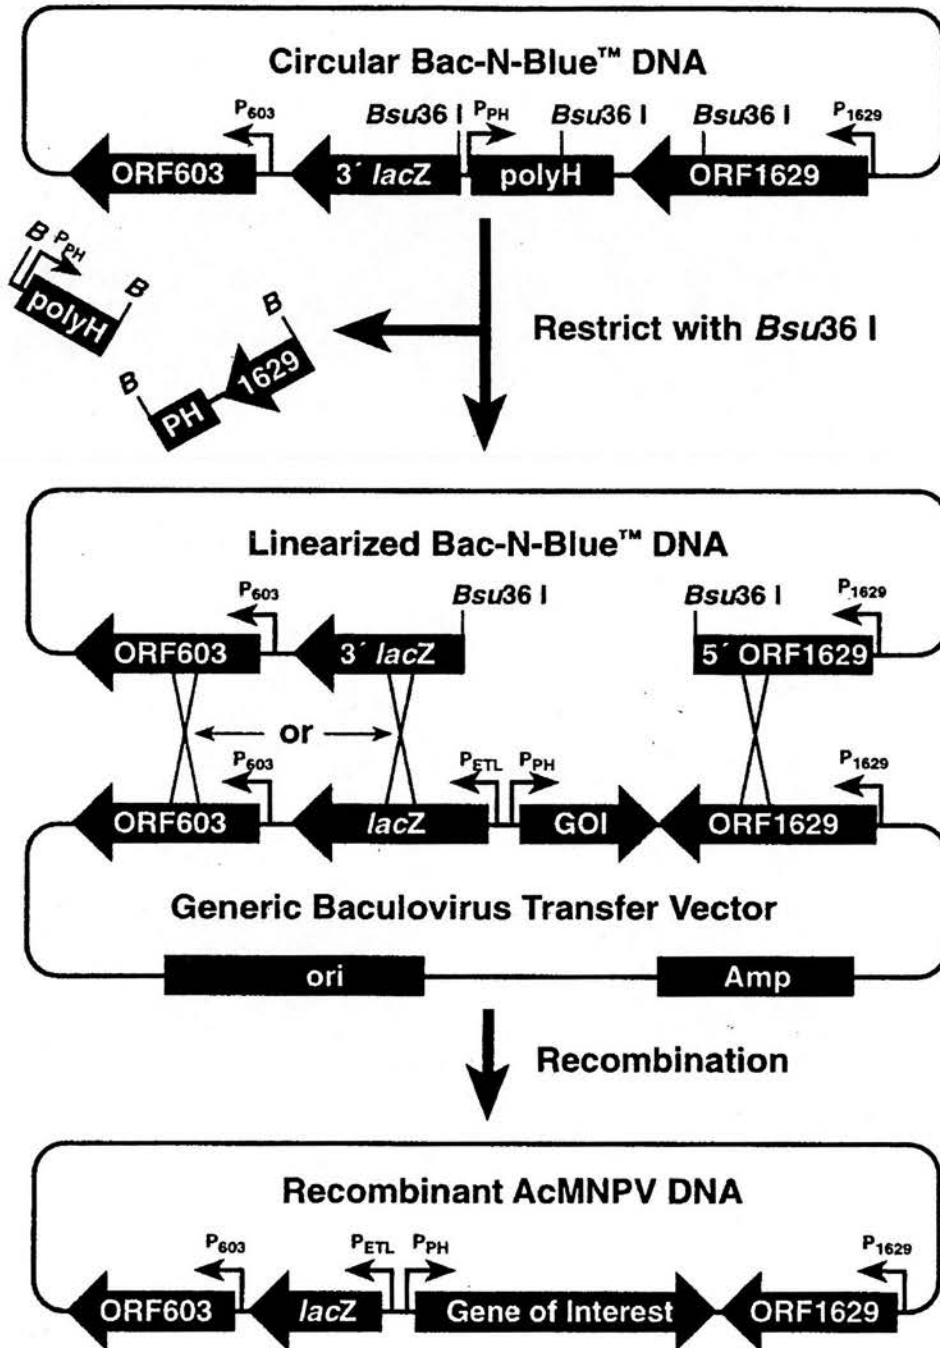 Circular Bac-N-Blue™ DNA
P603
Bsu36 I
PPH
Bsu36 I
Bsu36 I
P1629
ORF603
3´ lacZ
polyH
ORF1629
B
PPH
B
polyH
B
1629
B
PH
Restrict with Bsu36 I
Linearized Bac-N-Blue™ DNA
P603
Bsu36 I
Bsu36 I
P1629
ORF603
3´ lacZ
5´ ORF1629
or
P603
PETL
PPH
P1629
ORF603
lacZ
GOI
ORF1629
Generic Baculovirus Transfer Vector
ori
Amp
Recombination
Recombinant AcMNPV DNA
P603
PETL
PPH
P1629
ORF603
lacZ
Gene of Interest
ORF1629